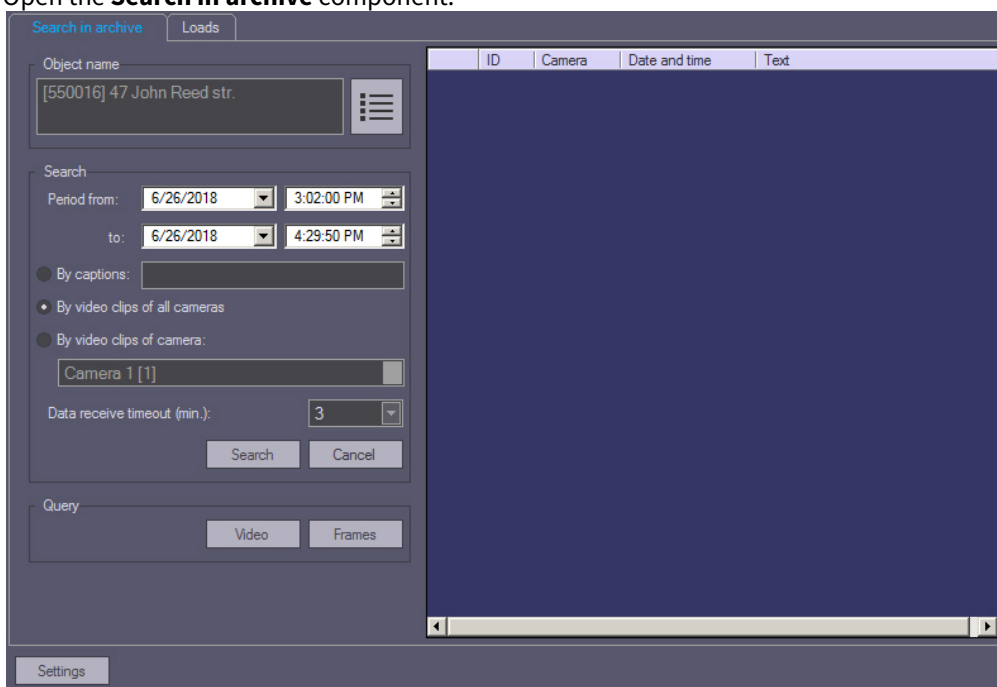 Open the Search in archive component.
Search in archive Loads
Object name
[550016] 47 John Reed str.
ID Camera Date and time Text
Search
Period from: 6/26/2018 3:02:00 PM
to: 6/26/2018 4:29:50 PM
By captions:
By video clips of all cameras
By video clips of camera:
Camera 1 [1]
Data receive timeout (min.): 3
Search Cancel
Query
Video Frames
Settings